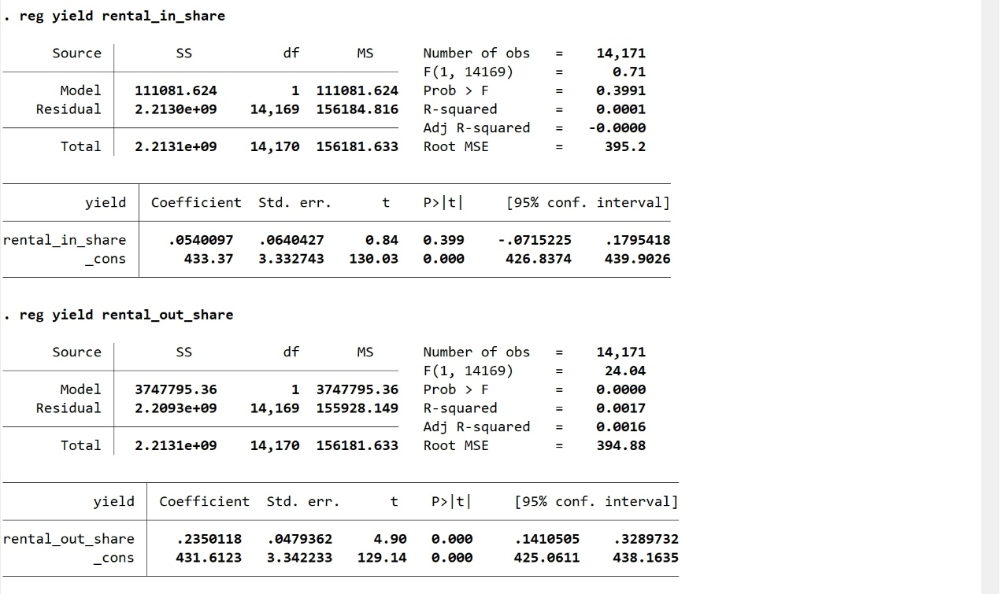 . reg yield rental_in_share
Source SS df MS Number of obs = 14,171
F(1, 14169) = 0.71
Model 111081.624 1 111081.624 Prob > F = 0.3991
Residual 2.2130e+09 14,169 156184.816 R-squared = 0.0001
Adj R-squared = -0.0000
Total 2.2131e+09 14,170 156181.633 Root MSE = 395.2
yield Coefficient Std. err. t P>|t| [95% conf. interval]
rental_in_share .0540097 .0640427 0.84 0.399 -.0715225 .1795418
_cons 433.37 3.332743 130.03 0.000 426.8374 439.9026
. reg yield rental_out_share
Source SS df MS Number of obs = 14,171
F(1, 14169) = 24.04
Model 3747795.36 1 3747795.36 Prob > F = 0.0000
Residual 2.2093e+09 14,169 155928.149 R-squared = 0.0017
Adj R-squared = 0.0016
Total 2.2131e+09 14,170 156181.633 Root MSE = 394.88
yield Coefficient Std. err. t P>|t| [95% conf. interval]
rental_out_share .2350118 .0479362 4.90 0.000 .1410505 .3289732
_cons 431.6123 3.342233 129.14 0.000 425.0611 438.1635